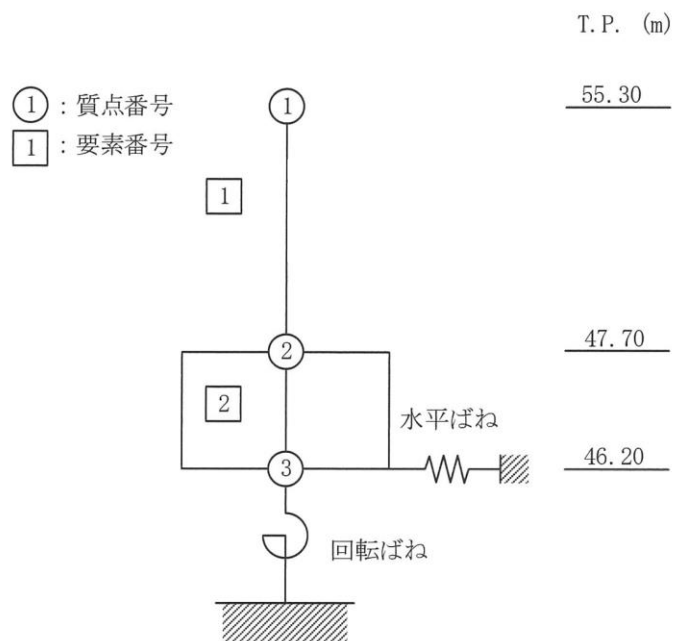 T.P. (m)
① : 質点番号
1 : 要素番号
① 55.30
1
② 47.70
2
水平ばね
③ 46.20
回転ばね